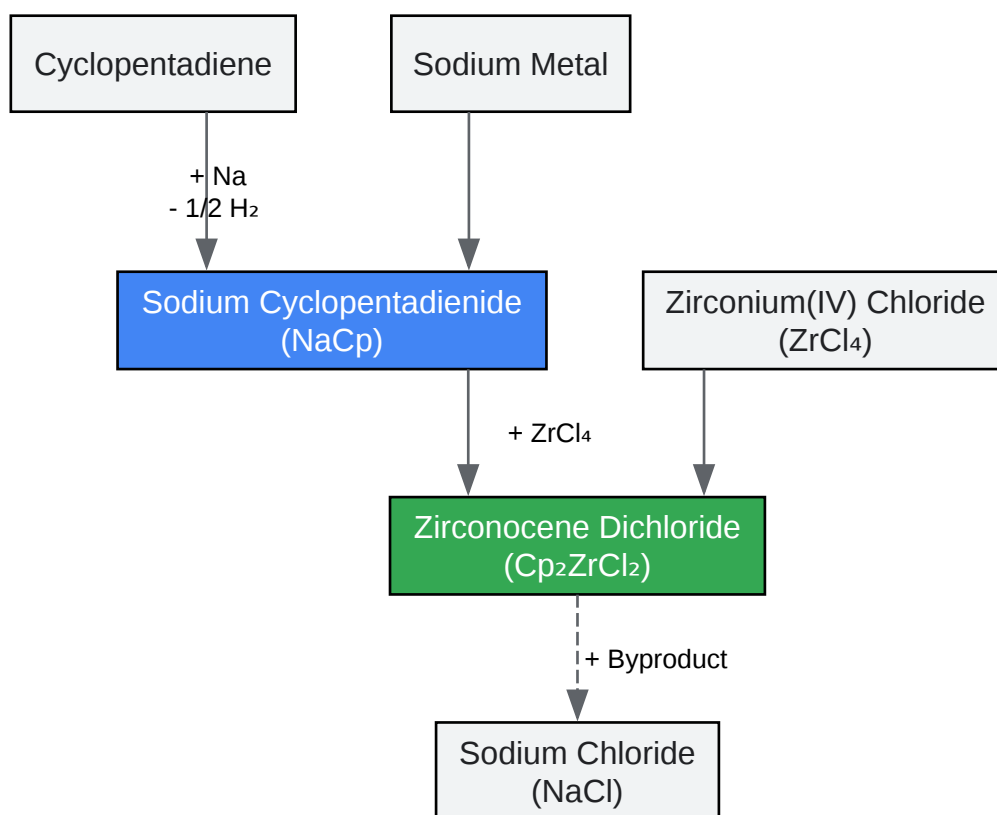 Cyclopentadiene
Sodium Metal
+ Na
- 1/2 H₂
Sodium Cyclopentadienide
(NaCp)
Zirconium(IV) Chloride
(ZrCl₄)
+ ZrCl₄
Zirconocene Dichloride
(Cp₂ZrCl₂)
+ Byproduct
Sodium Chloride
(NaCl)